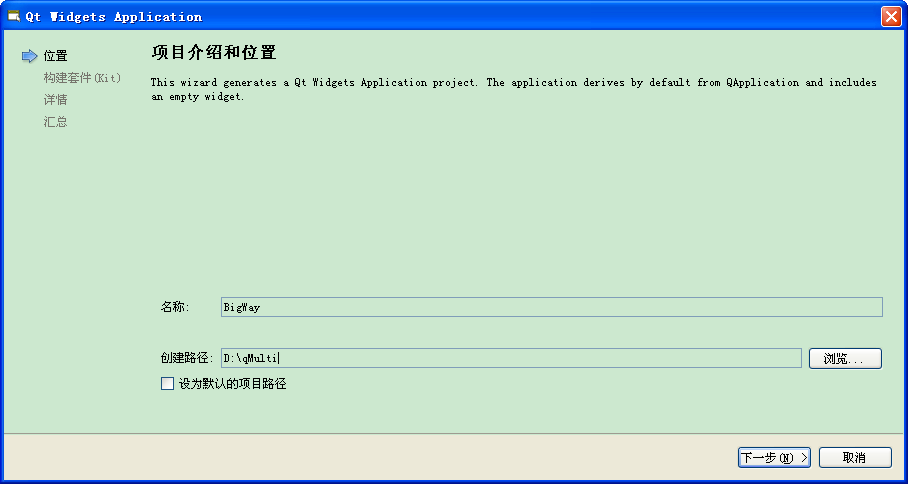 Qt Widgets Application
位置
构建套件(Kit)
详情
汇总
项目介绍和位置
This wizard generates a Qt Widgets Application project. The application derives by default from QApplication and includes
an empty widget.
名称: BigWay
创建路径: D:\qMulti 浏览...
设为默认的项目路径
下一步(N) > 取消